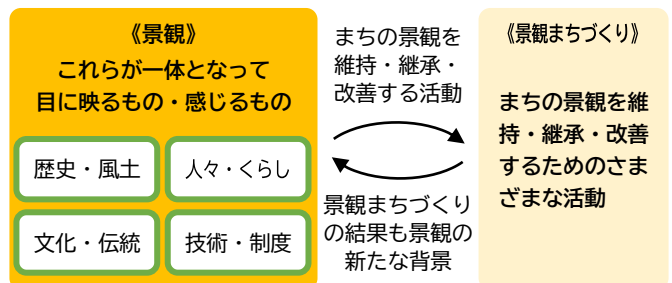 《景観》
これらが一体となって
目に映るもの・感じるもの
歴史・風土
人々・くらし
文化・伝統
技術・制度
まちの景観を
維持・継承・
改善する活動
景観まちづくり
の結果も景観の
新たな背景
《景観まちづくり》
まちの景観を維
持・継承・改善
するためのさま
ざまな活動